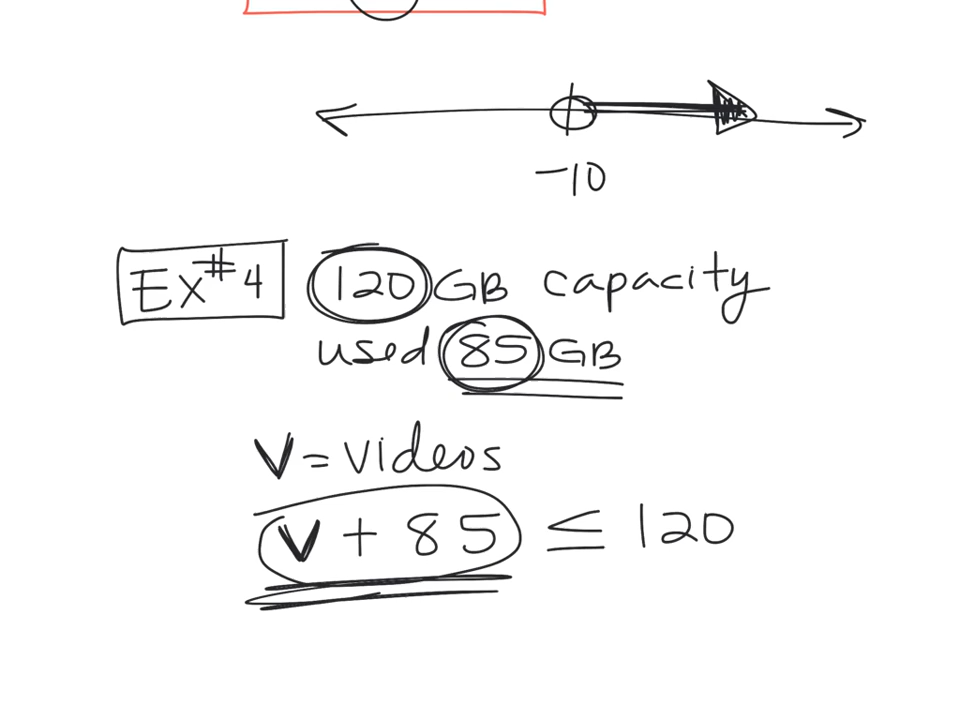 -10
Ex#4 120 GB capacity
used 85 GB
v = videos
v + 85 ≤ 120